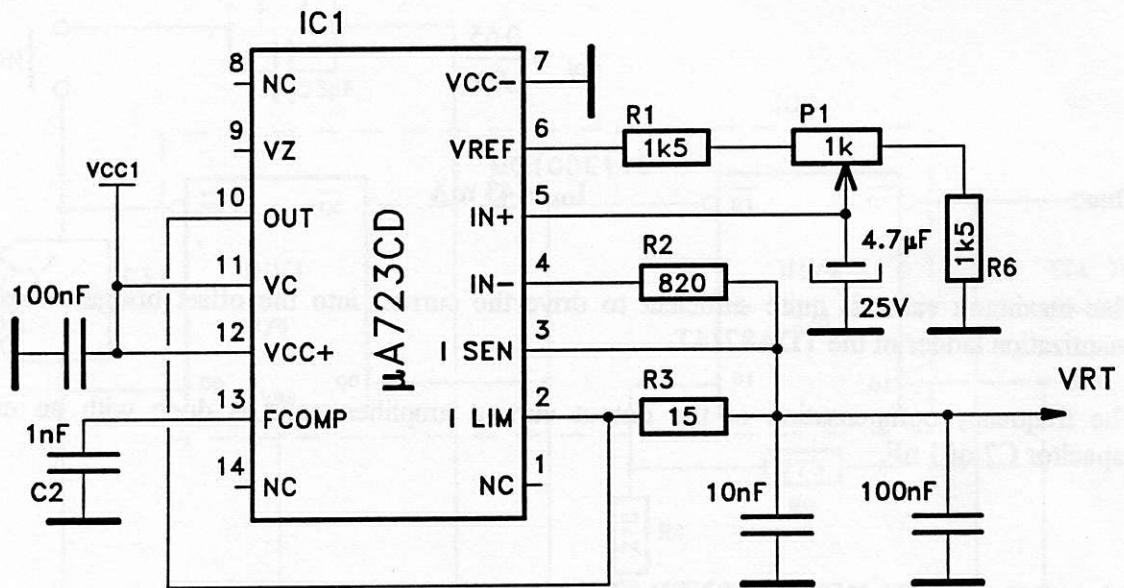 IC1
8
NC
VCC-
7
R1
P1
9
VZ
VREF
6
1k5
1k
VCC1
10
OUT
IN+
5
R2
4.7µF
1k5
R6
11
VC
IN-
4
820
25V
100nF
12
VCC+
I SEN
3
R3
VRT
13
FCOMP
I LIM
2
15
1nF
C2
14
NC
NC
1
10nF
100nF
µA723CD